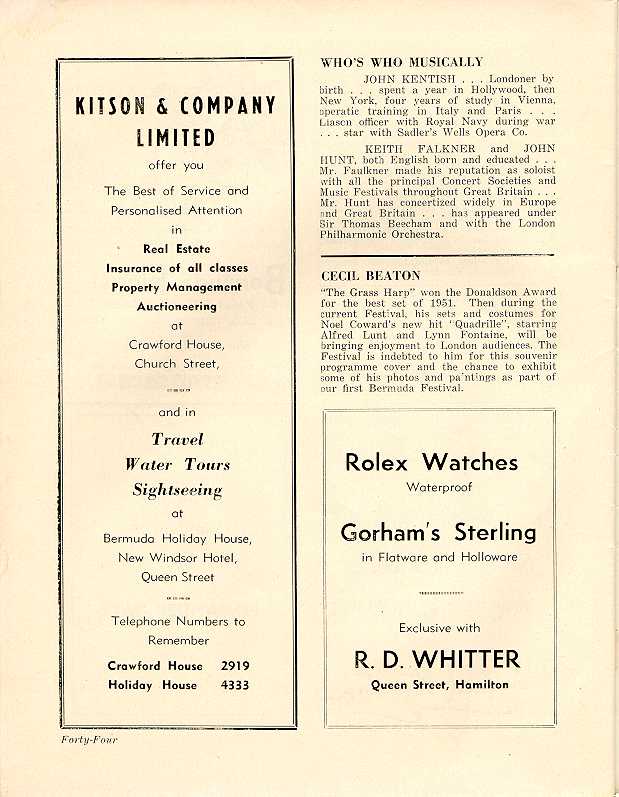 KITSON & COMPANY
LIMITED
offer you
The Best of Service and
Personalised Attention
in
Real Estate
Insurance of all classes
Property Management
Auctioneering
at
Crawford House,
Church Street,
and in
Travel
Water Tours
Sightseeing
at
Bermuda Holiday House,
New Windsor Hotel,
Queen Street
Telephone Numbers to
Remember
Crawford House 2919
Holiday House 4333
WHO'S WHO MUSICALLY
JOHN KENTISH . . . Londoner by
birth . . . spent a year in Hollywood, then
New York, four years of study in Vienna,
operatic training in Italy and Paris . . .
Liason officer with Royal Navy during war
. . . star with Sadler's Wells Opera Co.
KEITH FALKNER and JOHN
HUNT, both English born and educated . . .
Mr. Faulkner made his reputation as soloist
with all the principal Concert Societies and
Music Festivals throughout Great Britain . . .
Mr. Hunt has concertized widely in Europe
and Great Britain . . . has appeared under
Sir Thomas Beecham and with the London
Philharmonic Orchestra.
CECIL BEATON
"The Grass Harp" won the Donaldson Award
for the best set of 1951. Then during the
current Festival, his sets and costumes for
Noel Coward's new hit "Quadrille", starring
Alfred Lunt and Lynn Fontaine, will be
bringing enjoyment to London audiences. The
Festival is indebted to him for this souvenir
programme cover and the chance to exhibit
some of his photos and paintings as part of
our first Bermuda Festival.
Rolex Watches
Waterproof
Gorham's Sterling
in Flatware and Holloware
Exclusive with
R. D. WHITTER
Queen Street, Hamilton
Forty-Four